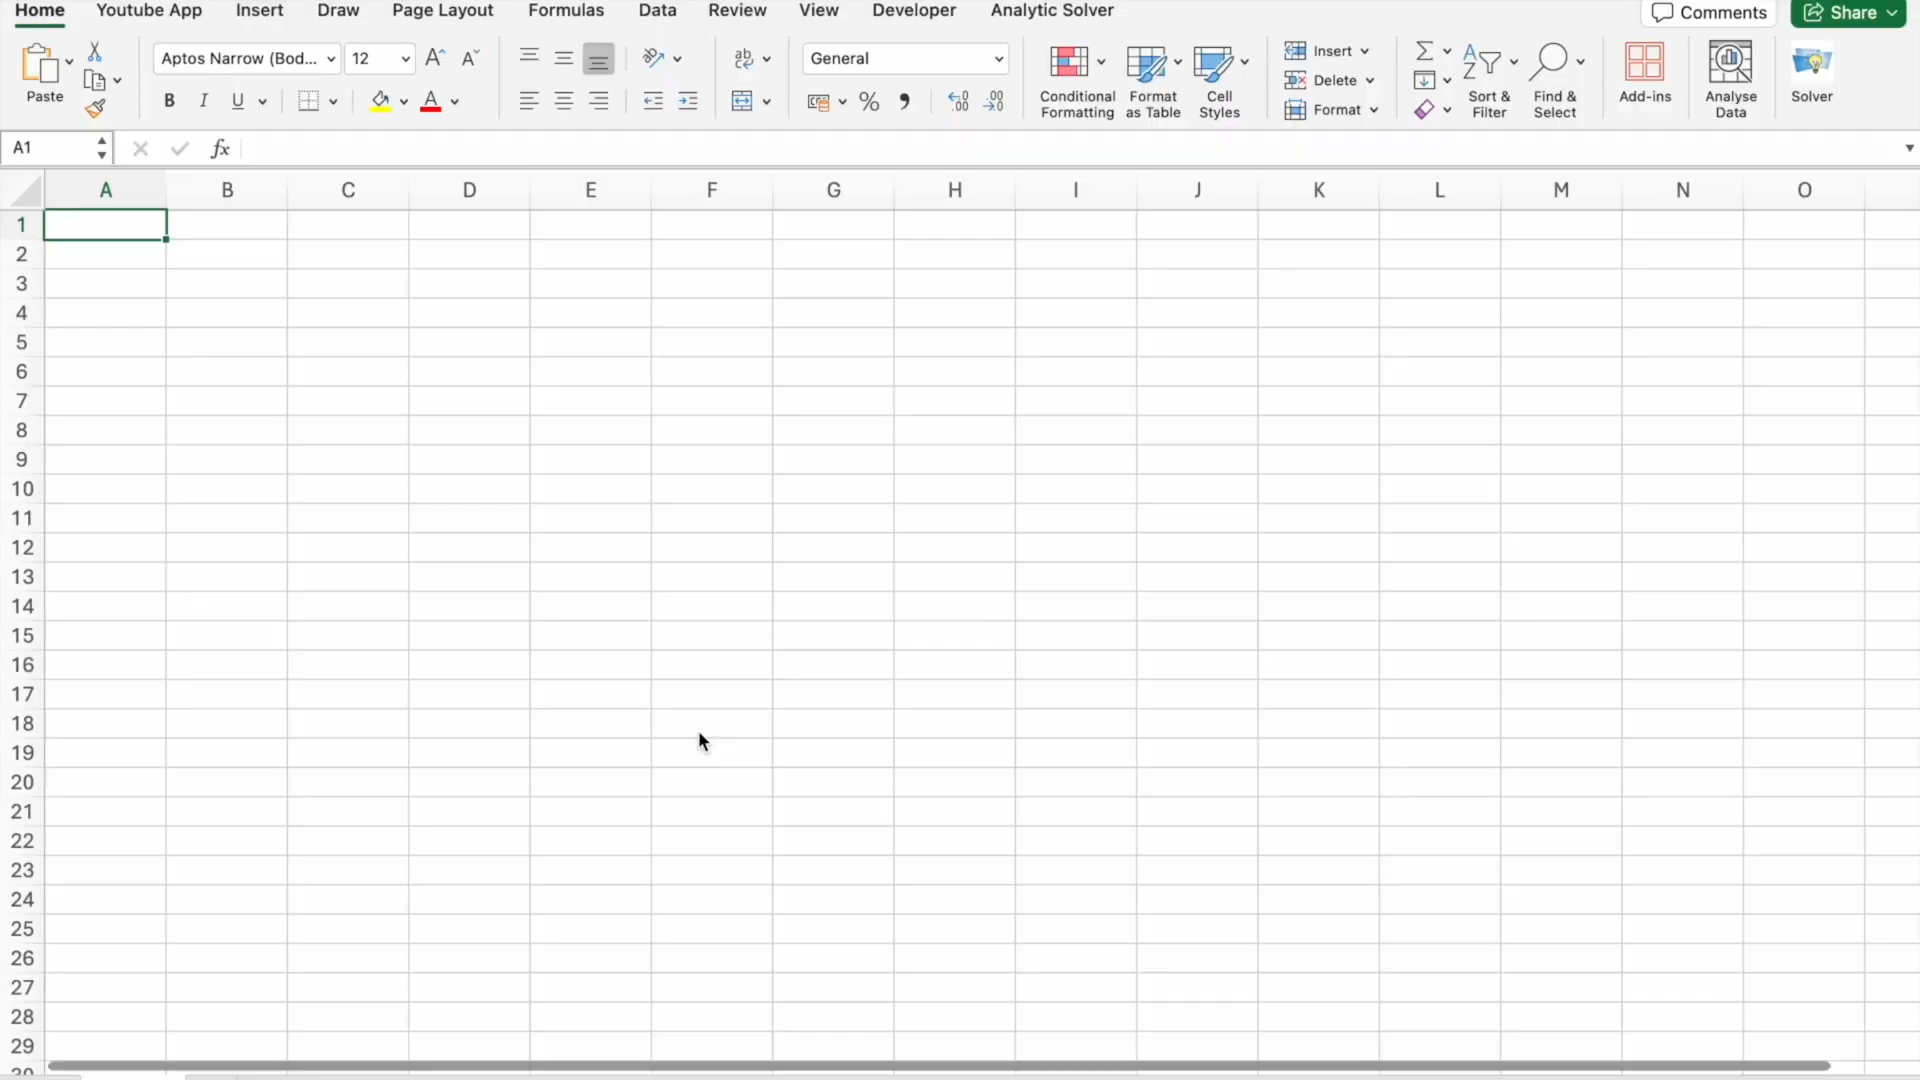 Home Youtube App Insert Draw Page Layout Formulas Data Review View Developer Analytic Solver Comments Share
Paste
Aptos Narrow (Bod... 12
B I U A
General
% 9
Conditional Formatting
Format as Table
Cell Styles
Insert
Delete
Format
Sort & Filter
Find & Select
Add-ins
Analyse Data
Solver
A1 fx
A B C D E F G H I J K L M N O
1
2
3
4
5
6
7
8
9
10
11
12
13
14
15
16
17
18
19
20
21
22
23
24
25
26
27
28
29
30